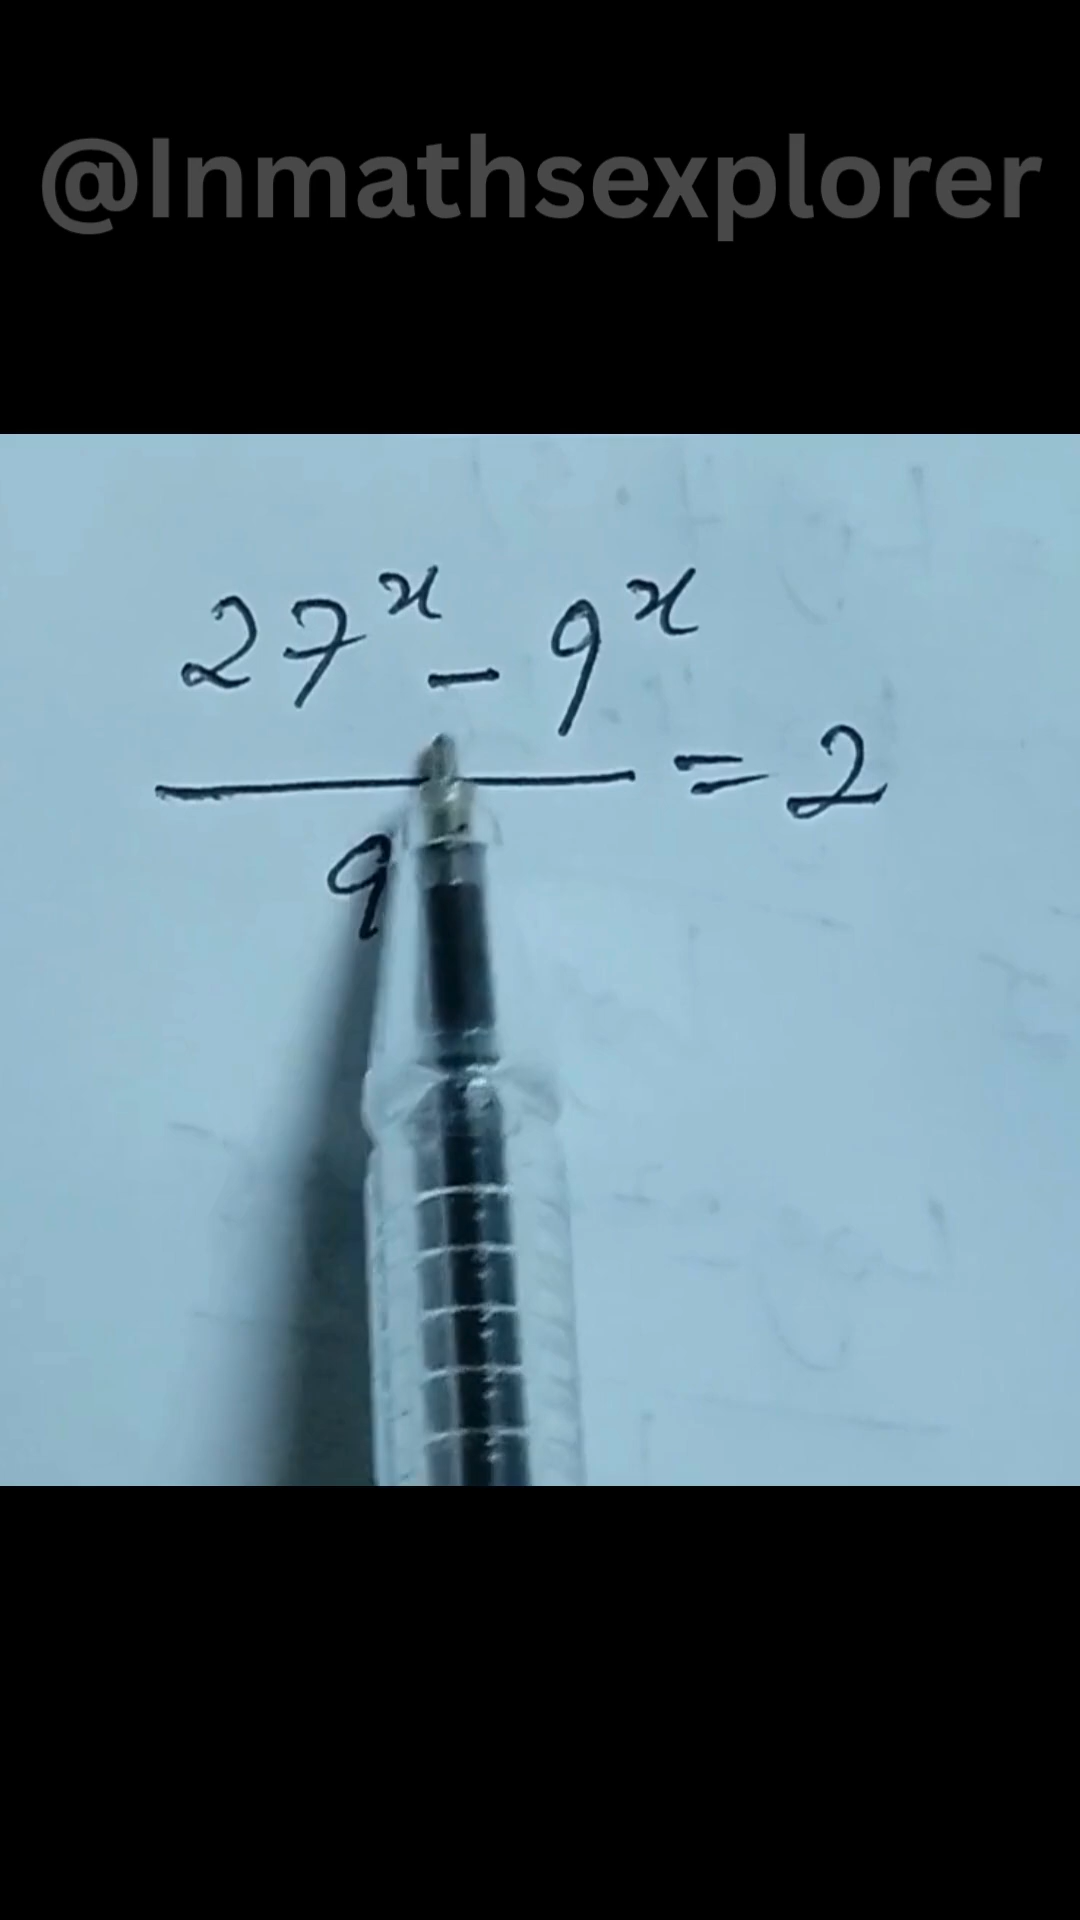 @Inmathsexplorer
27^x - 9^x
= 2
9